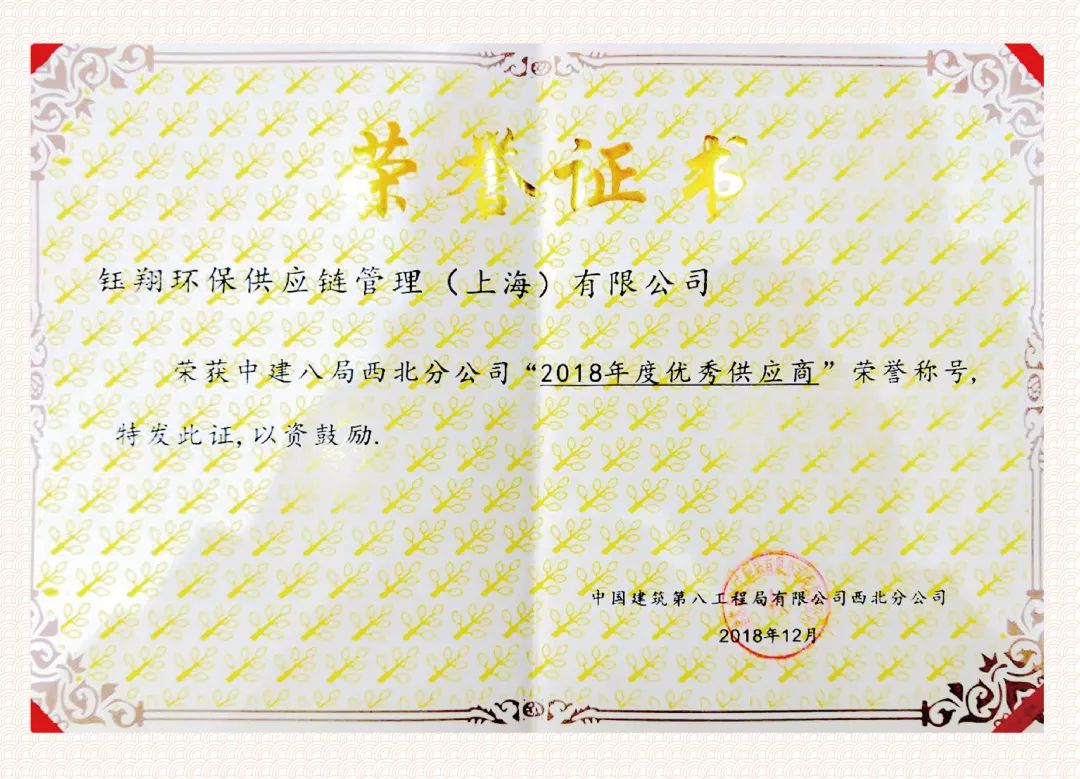 荣誉证书
钰翔环保供应链管理（上海）有限公司
荣获中建八局西北分公司“2018年度优秀供应商”荣誉称号,
特发此证,以资鼓励.
中国建筑第八工程局有限公司西北分公司
2018年12月